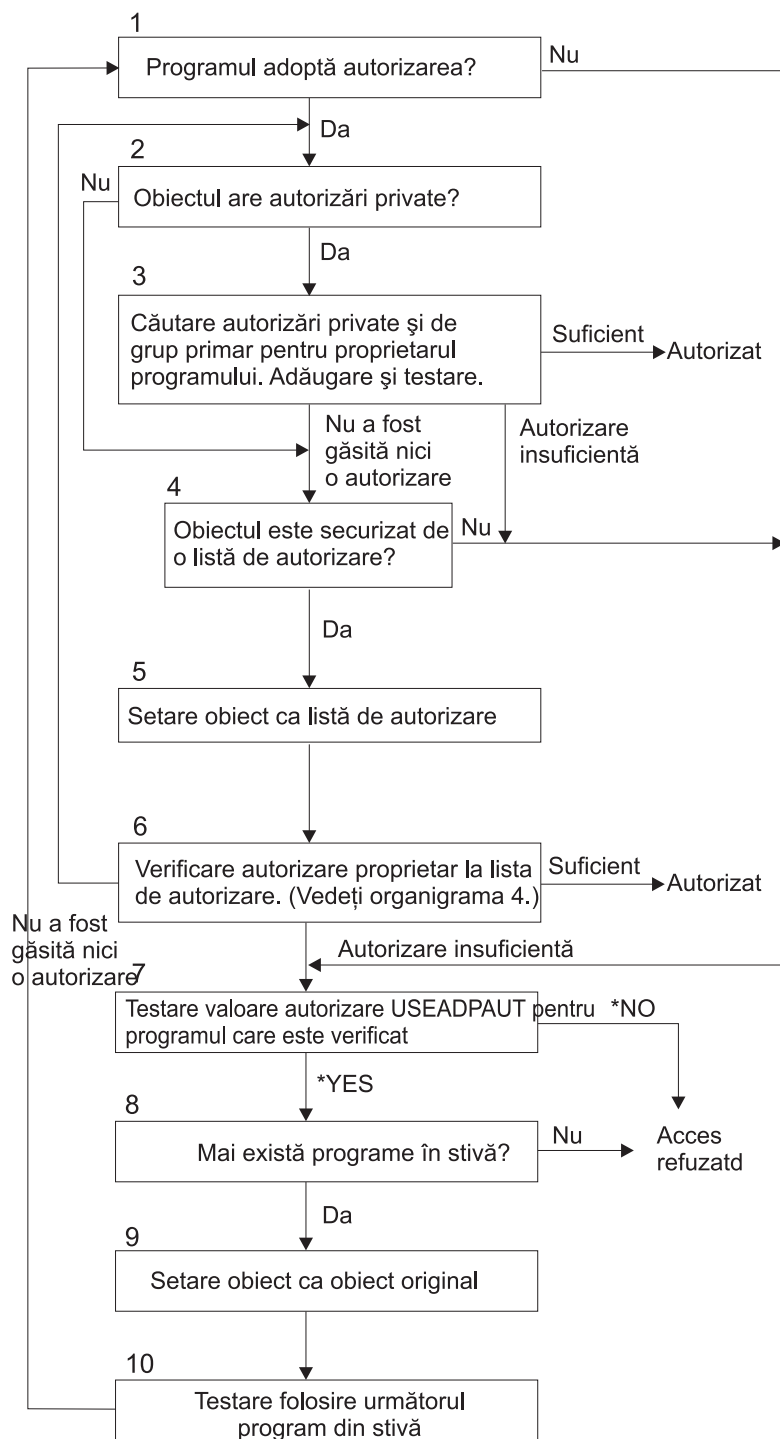 1
Programul adoptă autorizarea?
Nu
Da
2
Nu
Obiectul are autorizări private?
Da
3
Căutare autorizări private şi de
grup primar pentru proprietarul
programului. Adăugare şi testare.
Suficient
Autorizat
Nu a fost
găsită nici
o autorizare
Autorizare
insuficientă
4
Obiectul este securizat de
o listă de autorizare?
Nu
Da
5
Setare obiect ca listă de autorizare
6
Verificare autorizare proprietar la lista
de autorizare. (Vedeți organigrama 4.)
Suficient
Autorizat
Nu a fost
găsită nici
o autorizare
Autorizare insuficientă
7
Testare valoare autorizare USEADPAUT pentru
programul care este verificat
*NO
*YES
8
Mai există programe în stivă?
Nu
Acces
refuzatd
Da
9
Setare obiect ca obiect original
10
Testare folosire următorul
program din stivă